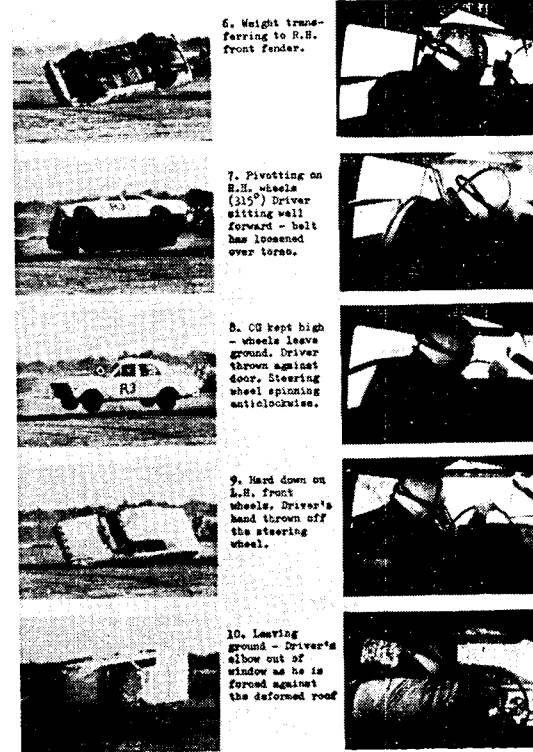 6. Weight trans-
ferring to R.H.
front fender.
7. Pivotting on
R.H. wheels
(315°) Driver
sitting well
forward - belt
has loosened
over torso.
R3
8. CG kept high
- wheels leave
ground. Driver
thrown against
door. Steering
wheel spinning
anticlockwise.
R3
9. Hard down on
L.H. front
wheels. Driver's
hand thrown off
the steering
wheel.
10. Leaving
ground - Driver's
elbow out of
window as he is
forced against
the deformed roof